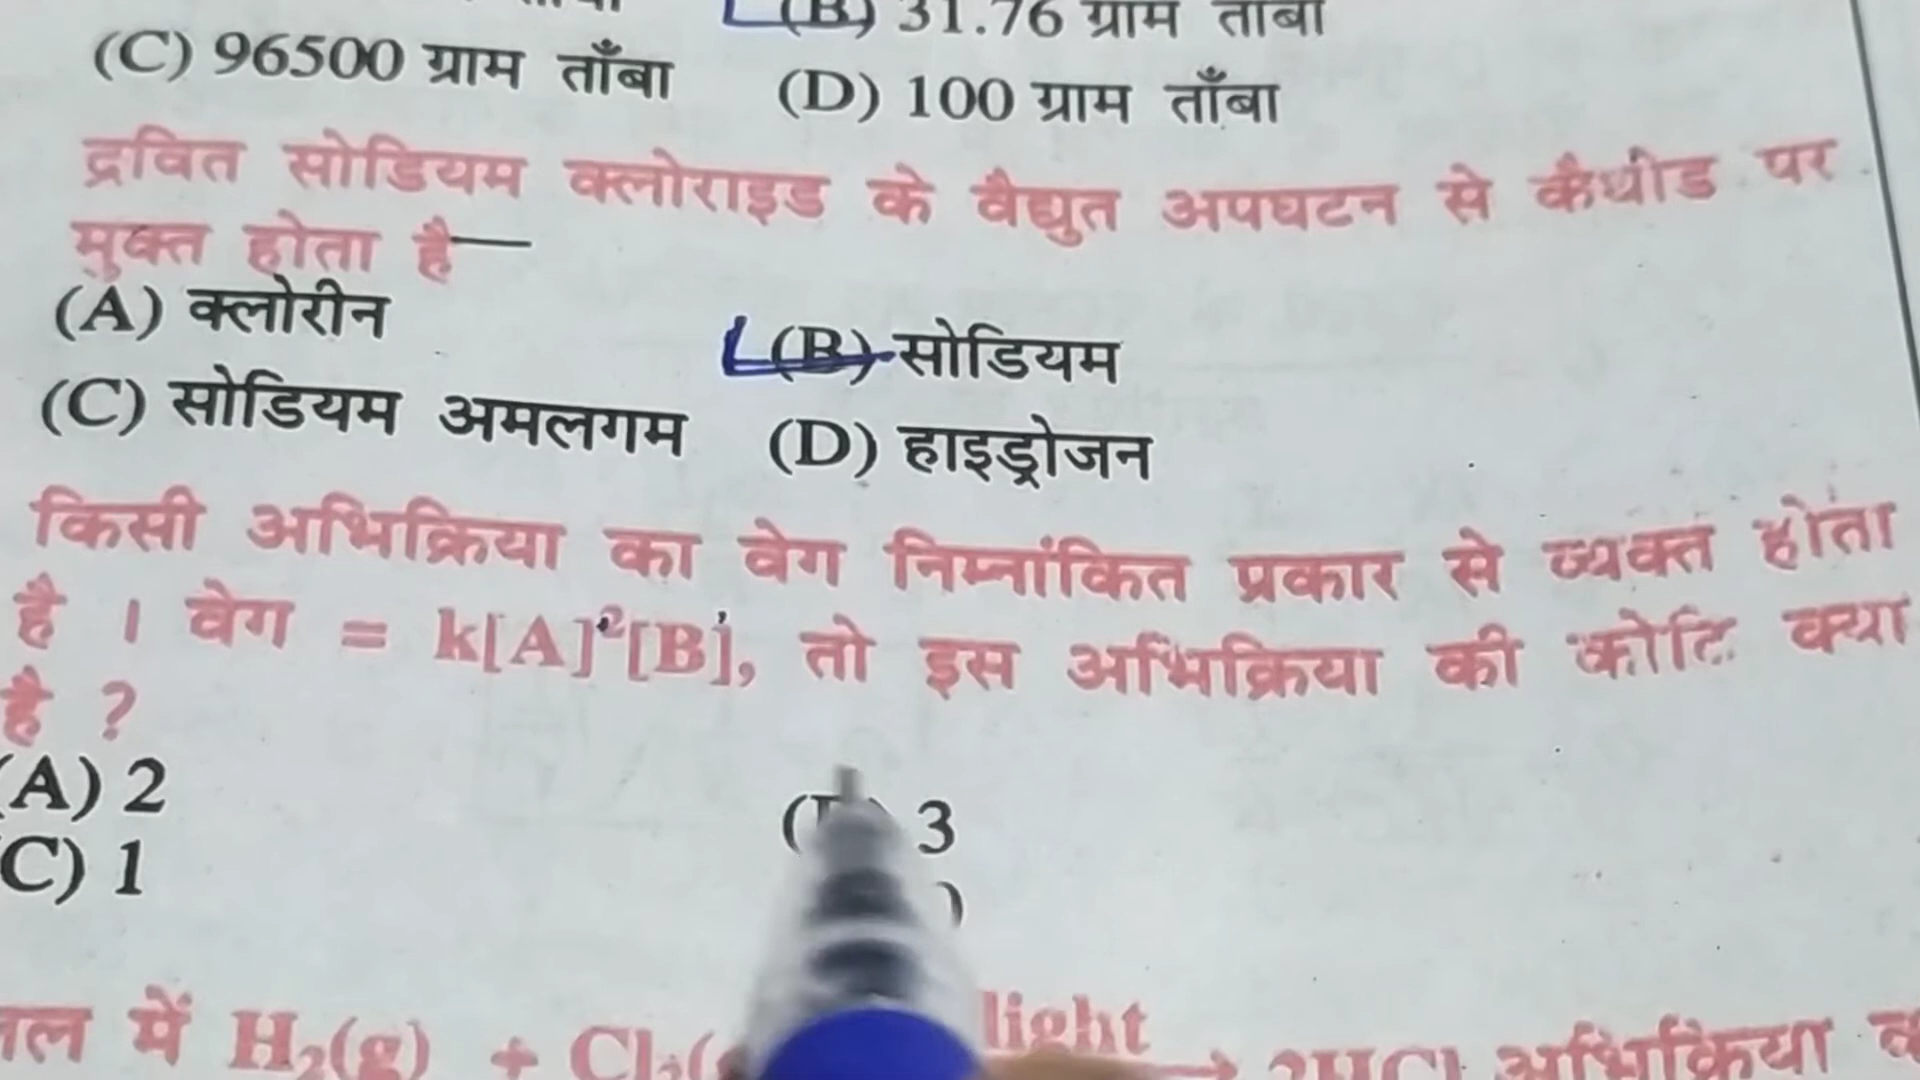 (B) 31.76 ग्राम ताँबा
(C) 96500 ग्राम ताँबा (D) 100 ग्राम ताँबा
द्रवित सोडियम क्लोराइड के वैद्युत अपघटन से कैथोड पर
मुक्त होता है—
(A) क्लोरीन (B) सोडियम
(C) सोडियम अमलगम (D) हाइड्रोजन
किसी अभिक्रिया का वेग निम्नांकित प्रकार से व्यक्त होता
है । वेग = k[A]²[B], तो इस अभिक्रिया की कोटि क्या
है ?
(A) 2 3
(C) 1
में H₂(g) + Cl₂ light → 2HCl अभिक्रिया